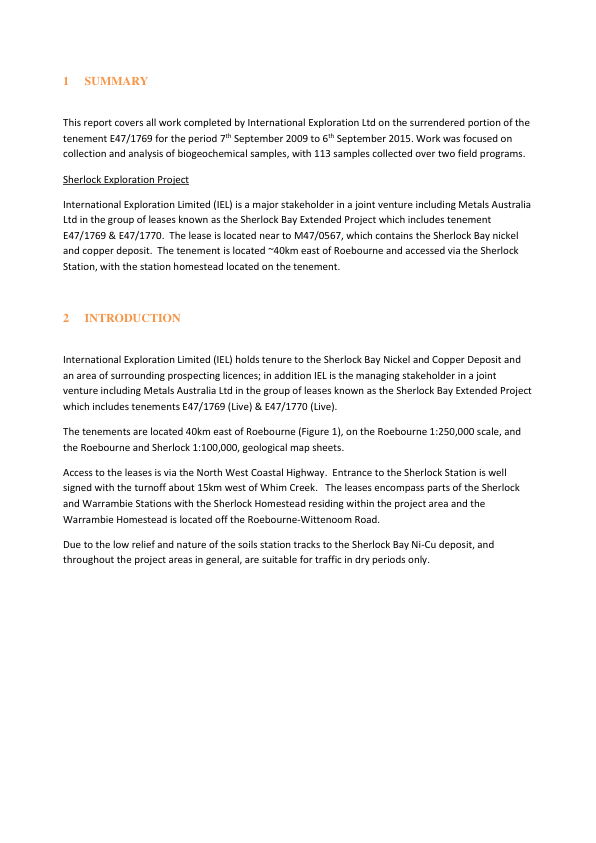 1 SUMMARY
This report covers all work completed by International Exploration Ltd on the surrendered portion of the
tenement E47/1769 for the period 7th September 2009 to 6th September 2015. Work was focused on
collection and analysis of biogeochemical samples, with 113 samples collected over two field programs.
Sherlock Exploration Project
International Exploration Limited (IEL) is a major stakeholder in a joint venture including Metals Australia
Ltd in the group of leases known as the Sherlock Bay Extended Project which includes tenement
E47/1769 & E47/1770. The lease is located near to M47/0567, which contains the Sherlock Bay nickel
and copper deposit. The tenement is located ~40km east of Roebourne and accessed via the Sherlock
Station, with the station homestead located on the tenement.
2 INTRODUCTION
International Exploration Limited (IEL) holds tenure to the Sherlock Bay Nickel and Copper Deposit and
an area of surrounding prospecting licences; in addition IEL is the managing stakeholder in a joint
venture including Metals Australia Ltd in the group of leases known as the Sherlock Bay Extended Project
which includes tenements E47/1769 (Live) & E47/1770 (Live).
The tenements are located 40km east of Roebourne (Figure 1), on the Roebourne 1:250,000 scale, and
the Roebourne and Sherlock 1:100,000, geological map sheets.
Access to the leases is via the North West Coastal Highway. Entrance to the Sherlock Station is well
signed with the turnoff about 15km west of Whim Creek. The leases encompass parts of the Sherlock
and Warrambie Stations with the Sherlock Homestead residing within the project area and the
Warrambie Homestead is located off the Roebourne-Wittenoom Road.
Due to the low relief and nature of the soils station tracks to the Sherlock Bay Ni-Cu deposit, and
throughout the project areas in general, are suitable for traffic in dry periods only.